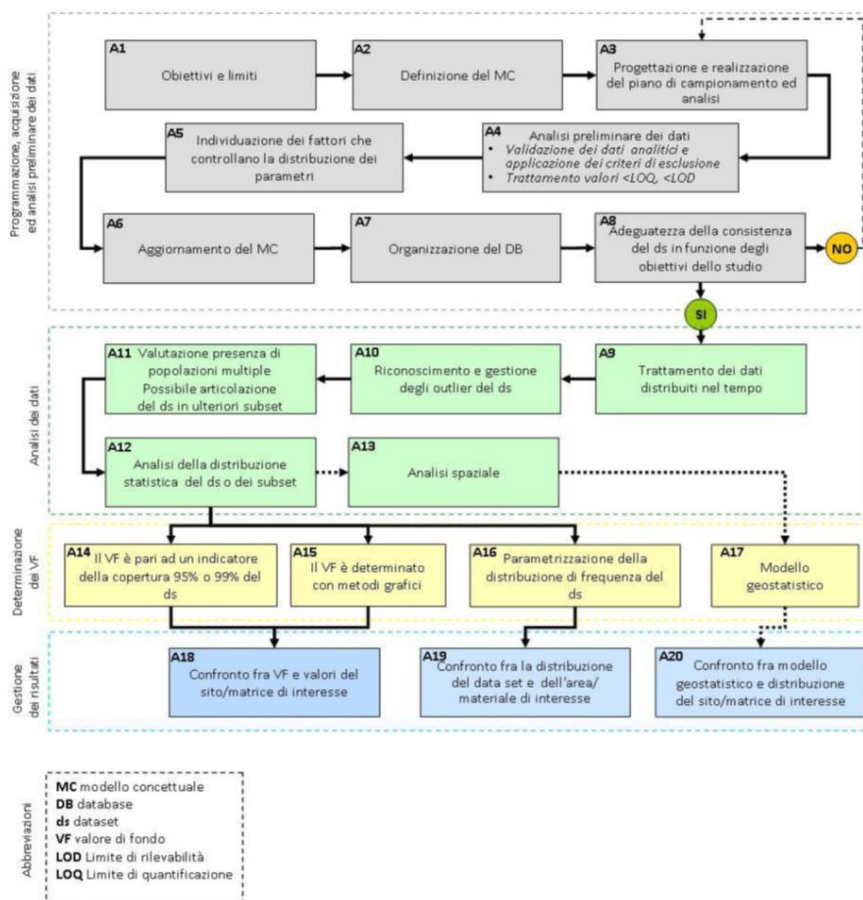 Programmazione, acquisizione
ed analisi preliminare dei dati
A1
Obiettivi e limiti
A2
Definizione del MC
A3
Progettazione e realizzazione
del piano di campionamento ed
analisi
A4
Analisi preliminare dei dati
• Validazione dei dati analitici e
applicazione dei criteri di esclusione
• Trattamento valori <LOQ, <LOD
A5
Individuazione dei fattori che
controllano la distribuzione dei
parametri
A6
Aggiornamento del MC
A7
Organizzazione del DB
A8
Adeguatezza della consistenza
del ds in funzione degli
obiettivi dello studio
NO
SI
Analisi dei dati
A9
Trattamento dei dati
distribuiti nel tempo
A10
Riconoscimento e gestione
degli outlier del ds
A11
Valutazione presenza di
popolazioni multiple
Possibile articolazione
del ds in ulteriori subset
A12
Analisi della distribuzione
statistica del ds o dei subset
A13
Analisi spaziale
Determinazione
dei VF
A14
Il VF è pari ad un indicatore
della copertura 95% o 99% del
ds
A15
Il VF è determinato
con metodi grafici
A16
Parametrizzazione della
distribuzione di frequenza del
ds
A17
Modello
geostatistico
Gestione
dei risultati
A18
Confronto fra VF e valori del
sito/matrice di interesse
A19
Confronto fra la distribuzione
del data set e dell'area/
materiale di interesse
A20
Confronto fra modello
geostatistico e distribuzione
del sito/matrice di interesse
Abbreviazioni
MC modello concettuale
DB database
ds dataset
VF valore di fondo
LOD Limite di rilevabilità
LOQ Limite di quantificazione